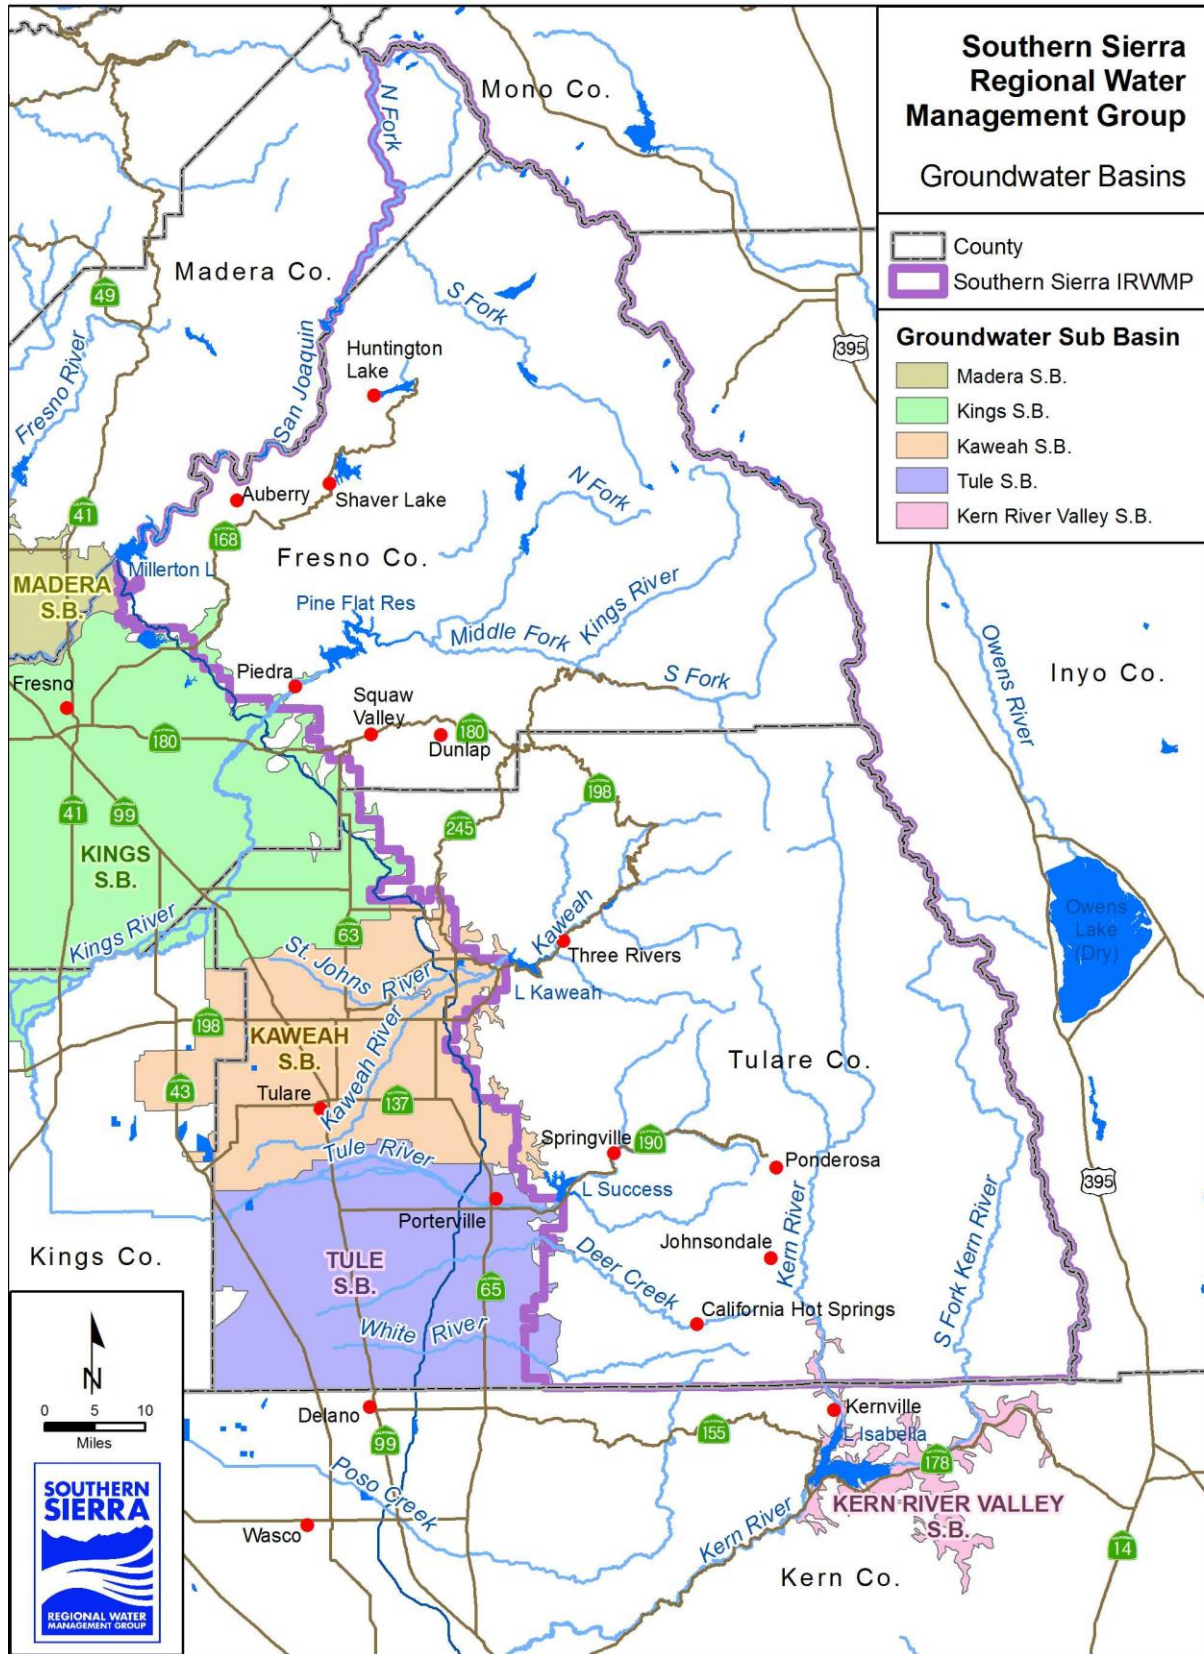 Southern Sierra
Regional Water
Management Group
Groundwater Basins
County
Southern Sierra IRWMP
Groundwater Sub Basin
Madera S.B.
Kings S.B.
Kaweah S.B.
Tule S.B.
Kern River Valley S.B.
Mono Co.
N Fork
Madera Co.
49
S Fork
395
Fresno River
San Joaquin
Huntington
Lake
Auberry
Shaver Lake
N Fork
41
168
Fresno Co.
Millerton L
MADERA
S.B.
Pine Flat Res
Middle Fork
Kings River
Owens River
Inyo Co.
Piedra
S Fork
Fresno
Squaw
Valley
180
Dunlap
180
198
41
99
245
KINGS
S.B.
Kings River
63
Kaweah
Owens
Lake
(Dry)
St. Johns River
Three Rivers
L Kaweah
198
KAWEAH
S.B.
Kaweah River
Tulare Co.
43
Tulare
137
Springville
190
Tule River
Ponderosa
L Success
395
Porterville
Kings Co.
TULE
S.B.
Deer Creek
Johnsondale
Kern River
S Fork Kern River
65
California Hot Springs
White River
N
0 5 10
Miles
Delano
Kernville
99
155
L Isabella
178
Poso Creek
KERN RIVER VALLEY
S.B.
Wasco
Kern River
14
Kern Co.
SOUTHERN
SIERRA
REGIONAL WATER
MANAGEMENT GROUP